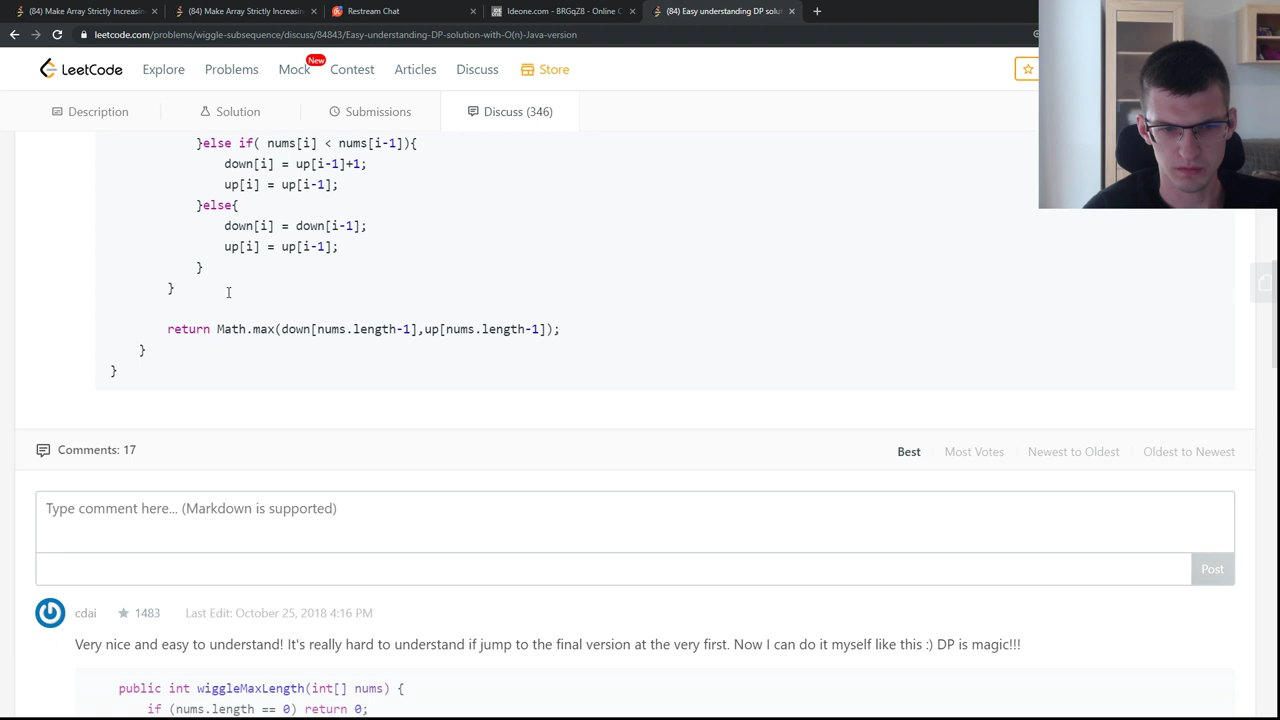 (84) Make Array Strictly Increasin
(84) Make Array Strictly Increasin
Restream Chat
Ideone.com - BRGqZ8 - Online C
(84) Easy understanding DP solut
leetcode.com/problems/wiggle-subsequence/discuss/84843/Easy-understanding-DP-solution-with-O(n)-Java-version
LeetCode Explore Problems Mock New Contest Articles Discuss Store
Description Solution Submissions Discuss (346)
}else if( nums[i] < nums[i-1]){
down[i] = up[i-1]+1;
up[i] = up[i-1];
}else{
down[i] = down[i-1];
up[i] = up[i-1];
}
}
return Math.max(down[nums.length-1],up[nums.length-1]);
}
}
Comments: 17 Best Most Votes Newest to Oldest Oldest to Newest
Type comment here... (Markdown is supported)
Post
cdai 1483 Last Edit: October 25, 2018 4:16 PM
Very nice and easy to understand! It's really hard to understand if jump to the final version at the very first. Now I can do it myself like this :) DP is magic!!!
public int wiggleMaxLength(int[] nums) {
if (nums.length == 0) return 0;